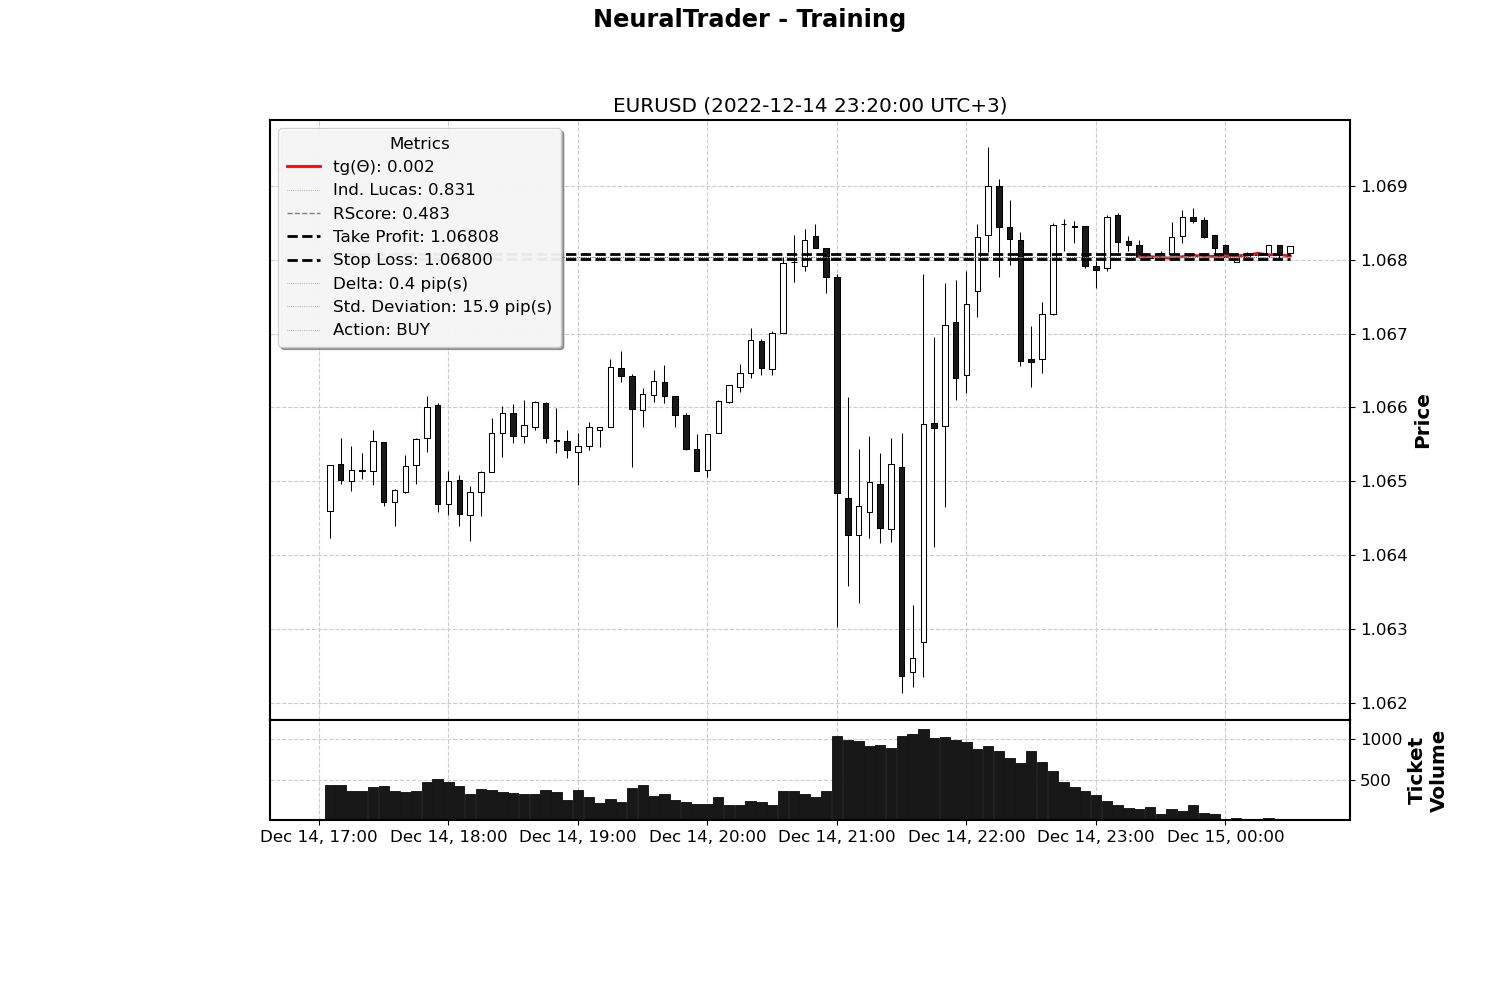 NeuralTrader - Training
EURUSD (2022-12-14 23:20:00 UTC+3)
Metrics
tg(Θ): 0.002
Ind. Lucas: 0.831
RScore: 0.483
Take Profit: 1.06808
Stop Loss: 1.06800
Delta: 0.4 pip(s)
Std. Deviation: 15.9 pip(s)
Action: BUY
1.069
1.068
1.067
1.066
1.065
1.064
1.063
1.062
Price
1000
500
Ticket
Volume
Dec 14, 17:00
Dec 14, 18:00
Dec 14, 19:00
Dec 14, 20:00
Dec 14, 21:00
Dec 14, 22:00
Dec 14, 23:00
Dec 15, 00:00